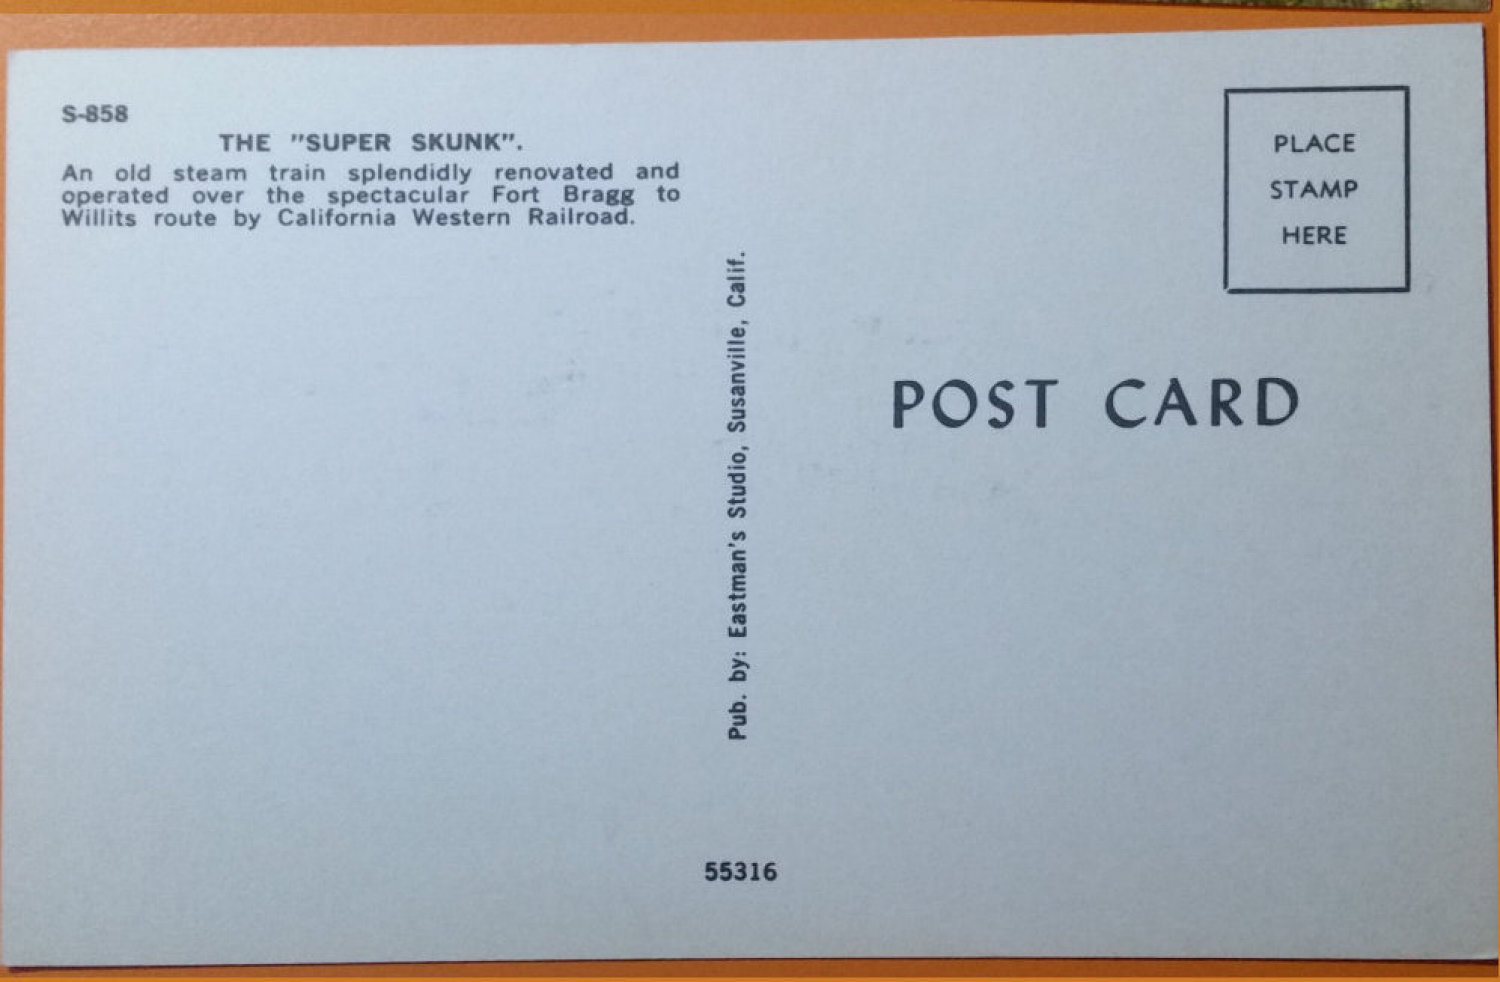 S-858
THE "SUPER SKUNK".
An old steam train splendidly renovated and
operated over the spectacular Fort Bragg to
Willits route by California Western Railroad.
Pub. by: Eastman's Studio, Susanville, Calif.
55316
PLACE
STAMP
HERE
POST CARD